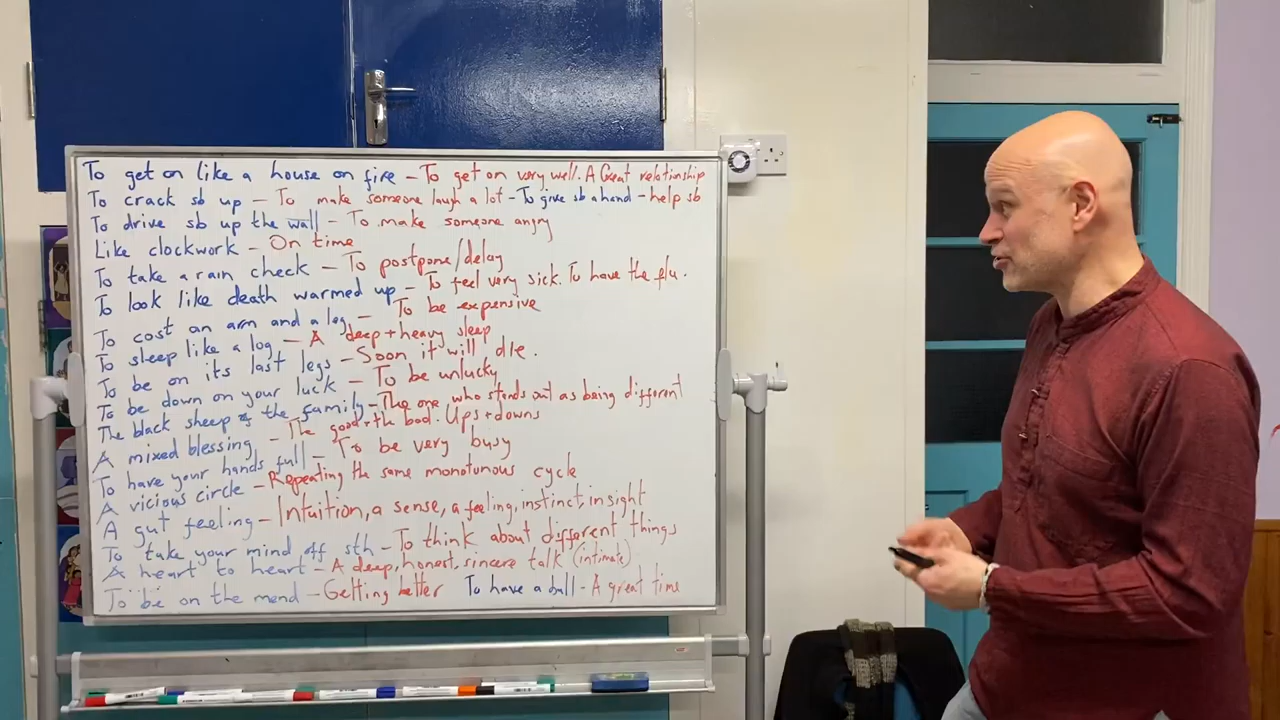 To get on like a house on fire - To get on very well. A Great relationship
To crack sb up - To make someone laugh a lot - To give sb a hand - help sb
To drive sb up the wall - To make someone angry
Like clockwork - On time
To take a rain check - To postpone/delay
To look like death warmed up - To feel very sick. To have the flu.
To cost an arm and a leg - To be expensive
To sleep like a log - A deep + heavy sleep
To be on its last legs - Soon it will die.
To be down on your luck - To be unlucky
The black sheep of the family - The one who stands out as being different
A mixed blessing - The good + the bad. Ups + downs
To have your hands full - To be very busy
A vicious circle - Repeating the same monotonous cycle
A gut feeling - Intuition, a sense, a feeling, instinct, insight
To take your mind off sth - To think about different things
A heart to heart - A deep, honest, sincere talk (intimate)
To be on the mend - Getting better To have a ball - A great time